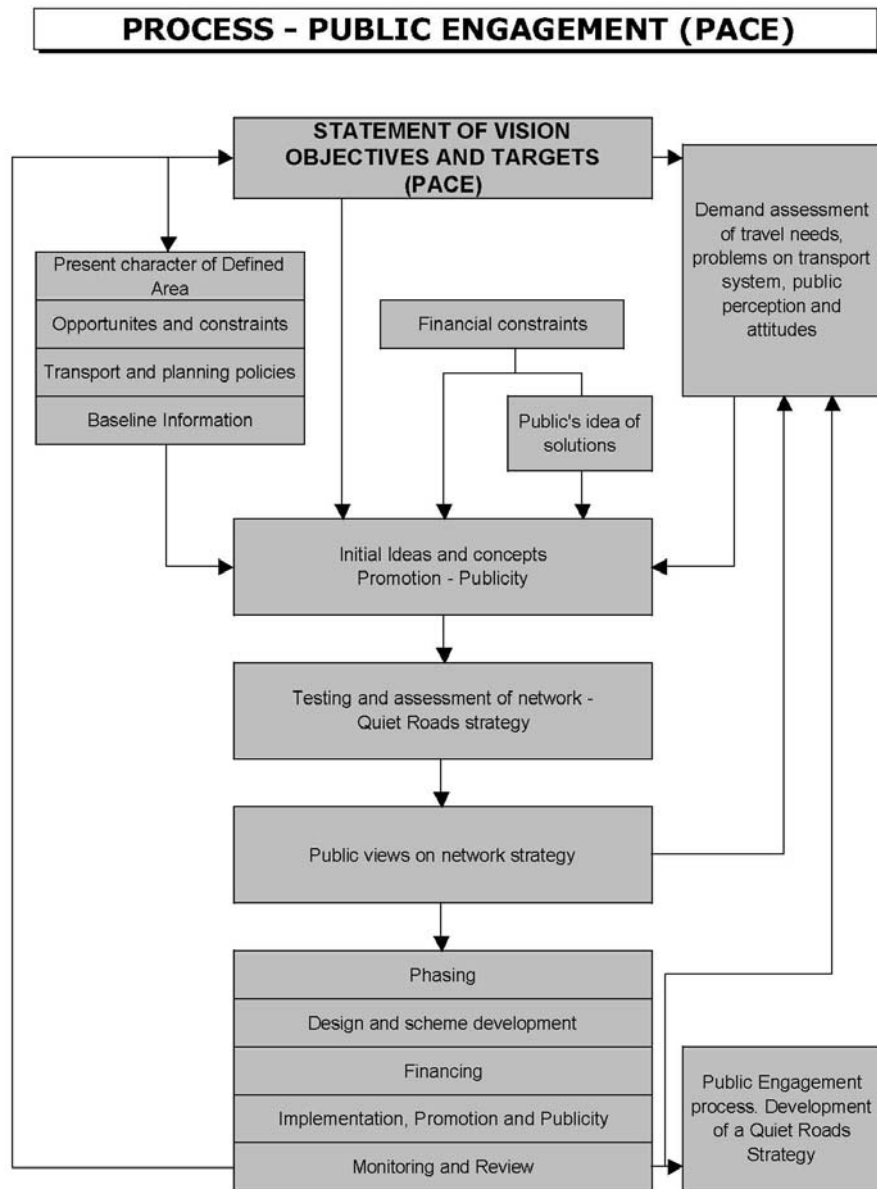 PROCESS - PUBLIC ENGAGEMENT (PACE)
STATEMENT OF VISION
OBJECTIVES AND TARGETS
(PACE)
Demand assessment
of travel needs,
problems on transport
system, public
perception and
attitudes
Present character of Defined
Area
Opportunites and constraints
Transport and planning policies
Baseline Information
Financial constraints
Public's idea of
solutions
Initial Ideas and concepts
Promotion - Publicity
Testing and assessment of network -
Quiet Roads strategy
Public views on network strategy
Phasing
Design and scheme development
Financing
Implementation, Promotion and Publicity
Monitoring and Review
Public Engagement
process. Development
of a Quiet Roads
Strategy